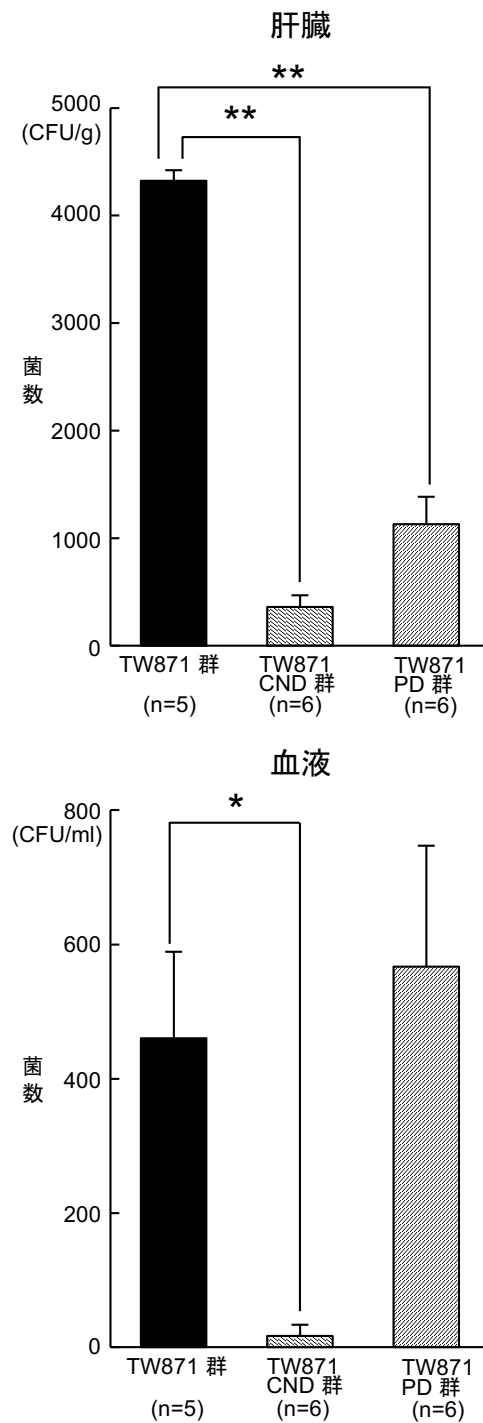 肝臓
**
5000
(CFU/g)
**
4000
3000
菌
数
2000
1000
0
TW871 群
(n=5)
TW871
CND 群
(n=6)
TW871
PD 群
(n=6)
血液
800
(CFU/ml)
*
600
菌
数
400
200
0
TW871 群
(n=5)
TW871
CND 群
(n=6)
TW871
PD 群
(n=6)